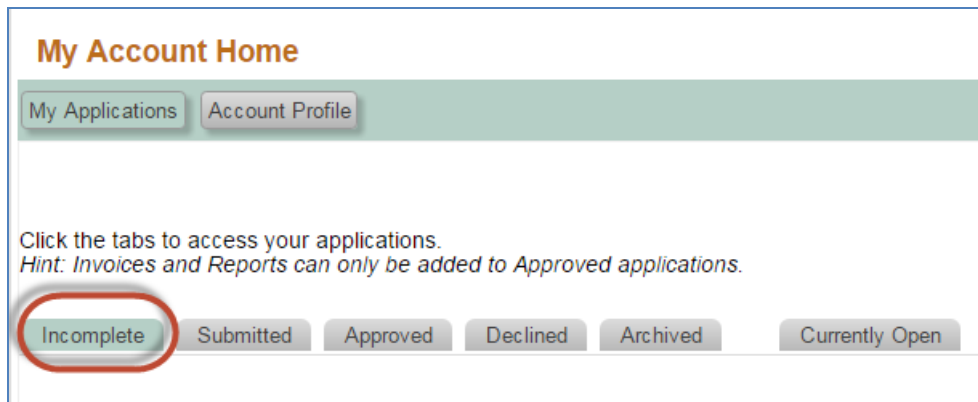 My Account Home
My Applications Account Profile
Click the tabs to access your applications.
Hint: Invoices and Reports can only be added to Approved applications.
Incomplete Submitted Approved Declined Archived Currently Open